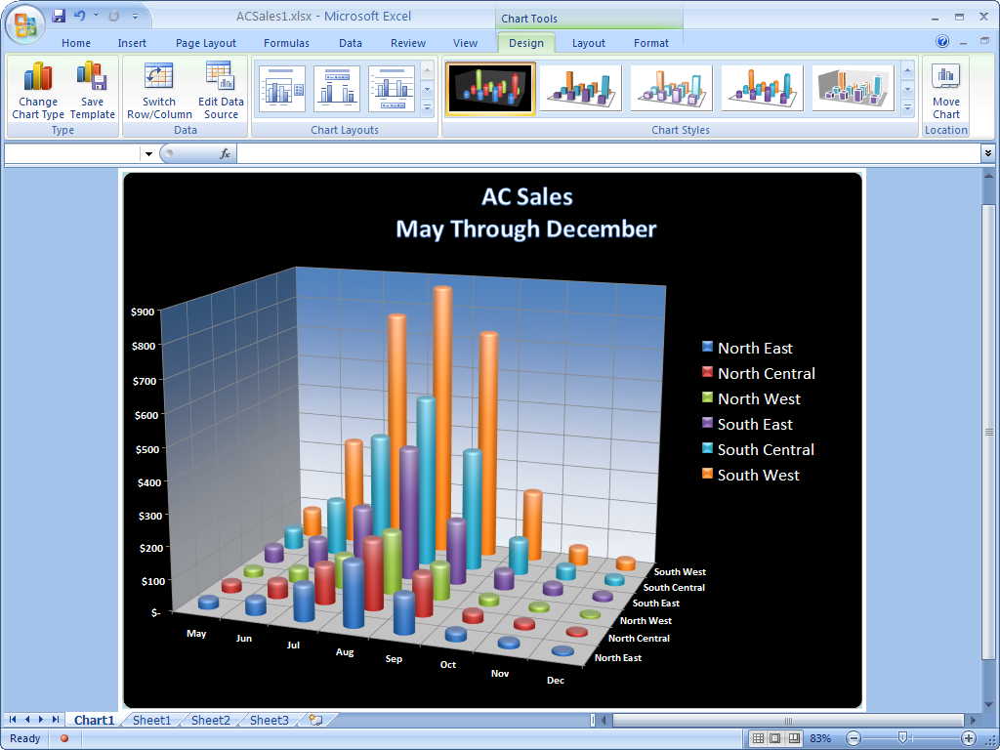 ACSales1.xlsx - Microsoft Excel
Chart Tools
Home Insert Page Layout Formulas Data Review View Design Layout Format
Change Chart Type
Save Template
Type
Switch Row/Column
Edit Data Source
Data
Chart Layouts
Chart Styles
Move Chart
Location
fx
AC Sales
May Through December
$900
$800
$700
$600
$500
$400
$300
$200
$100
$-
May
Jun
Jul
Aug
Sep
Oct
Nov
Dec
South West
South Central
South East
North West
North Central
North East
North East
North Central
North West
South East
South Central
South West
Chart1 Sheet1 Sheet2 Sheet3
Ready
83%